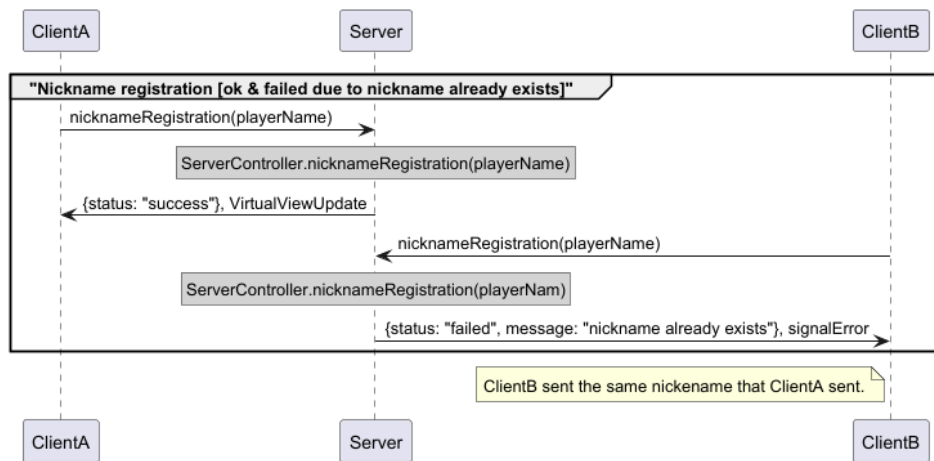 ClientA Server ClientB
"Nickname registration [ok & failed due to nickname already exists]"
nicknameRegistration(playerName)
ServerController.nicknameRegistration(playerName)
{status: "success"}, VirtualViewUpdate
nicknameRegistration(playerName)
ServerController.nicknameRegistration(playerNam)
{status: "failed", message: "nickname already exists"}, signalError
ClientB sent the same nickename that ClientA sent.
ClientA Server ClientB